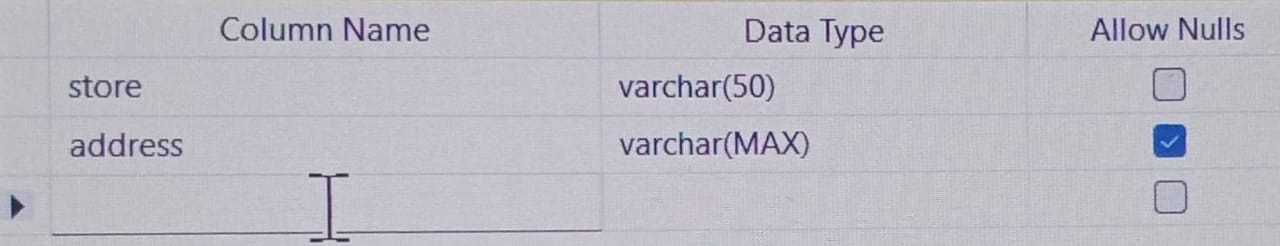 Column Name Data Type Allow Nulls
store varchar(50)
address varchar(MAX)